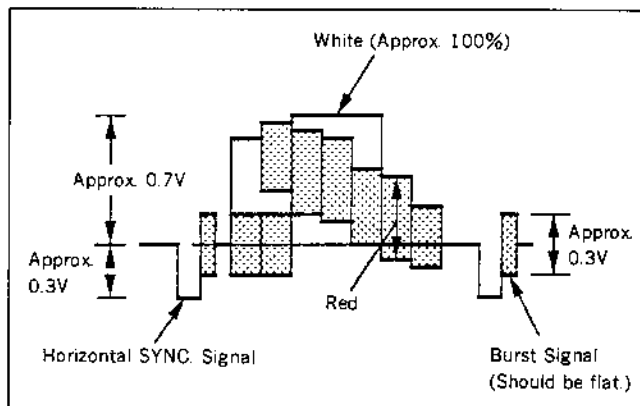 White (Approx. 100%)
Approx. 0.7V
Approx.
0.3V
Approx.
0.3V
Red
Horizontal SYNC. Signal
Burst Signal
(Should be flat.)